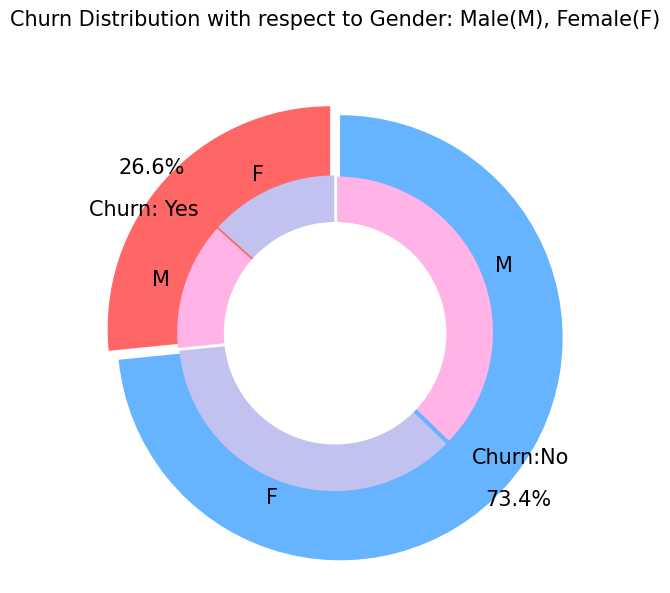 Churn Distribution with respect to Gender: Male(M), Female(F)
26.6%
F
Churn: Yes
M
M
Churn:No
73.4%
F